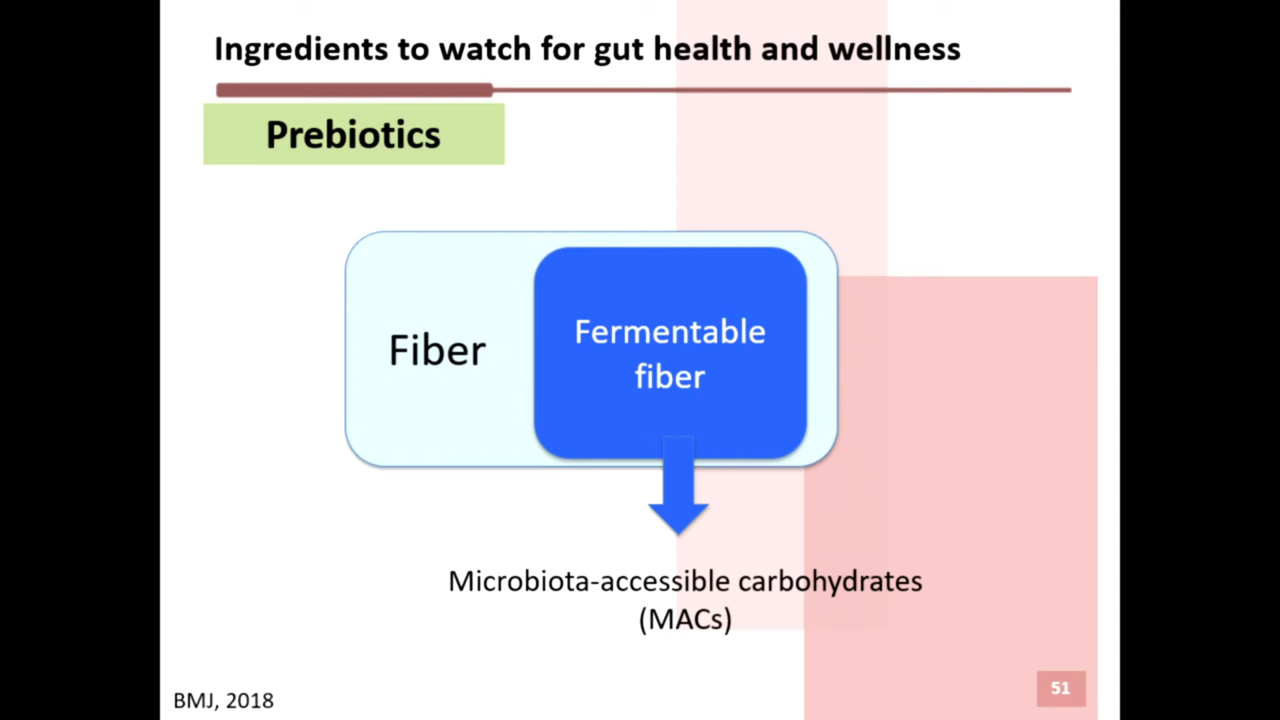 Ingredients to watch for gut health and wellness
Prebiotics
Fiber
Fermentable
fiber
Microbiota-accessible carbohydrates
(MACs)
BMJ, 2018
51